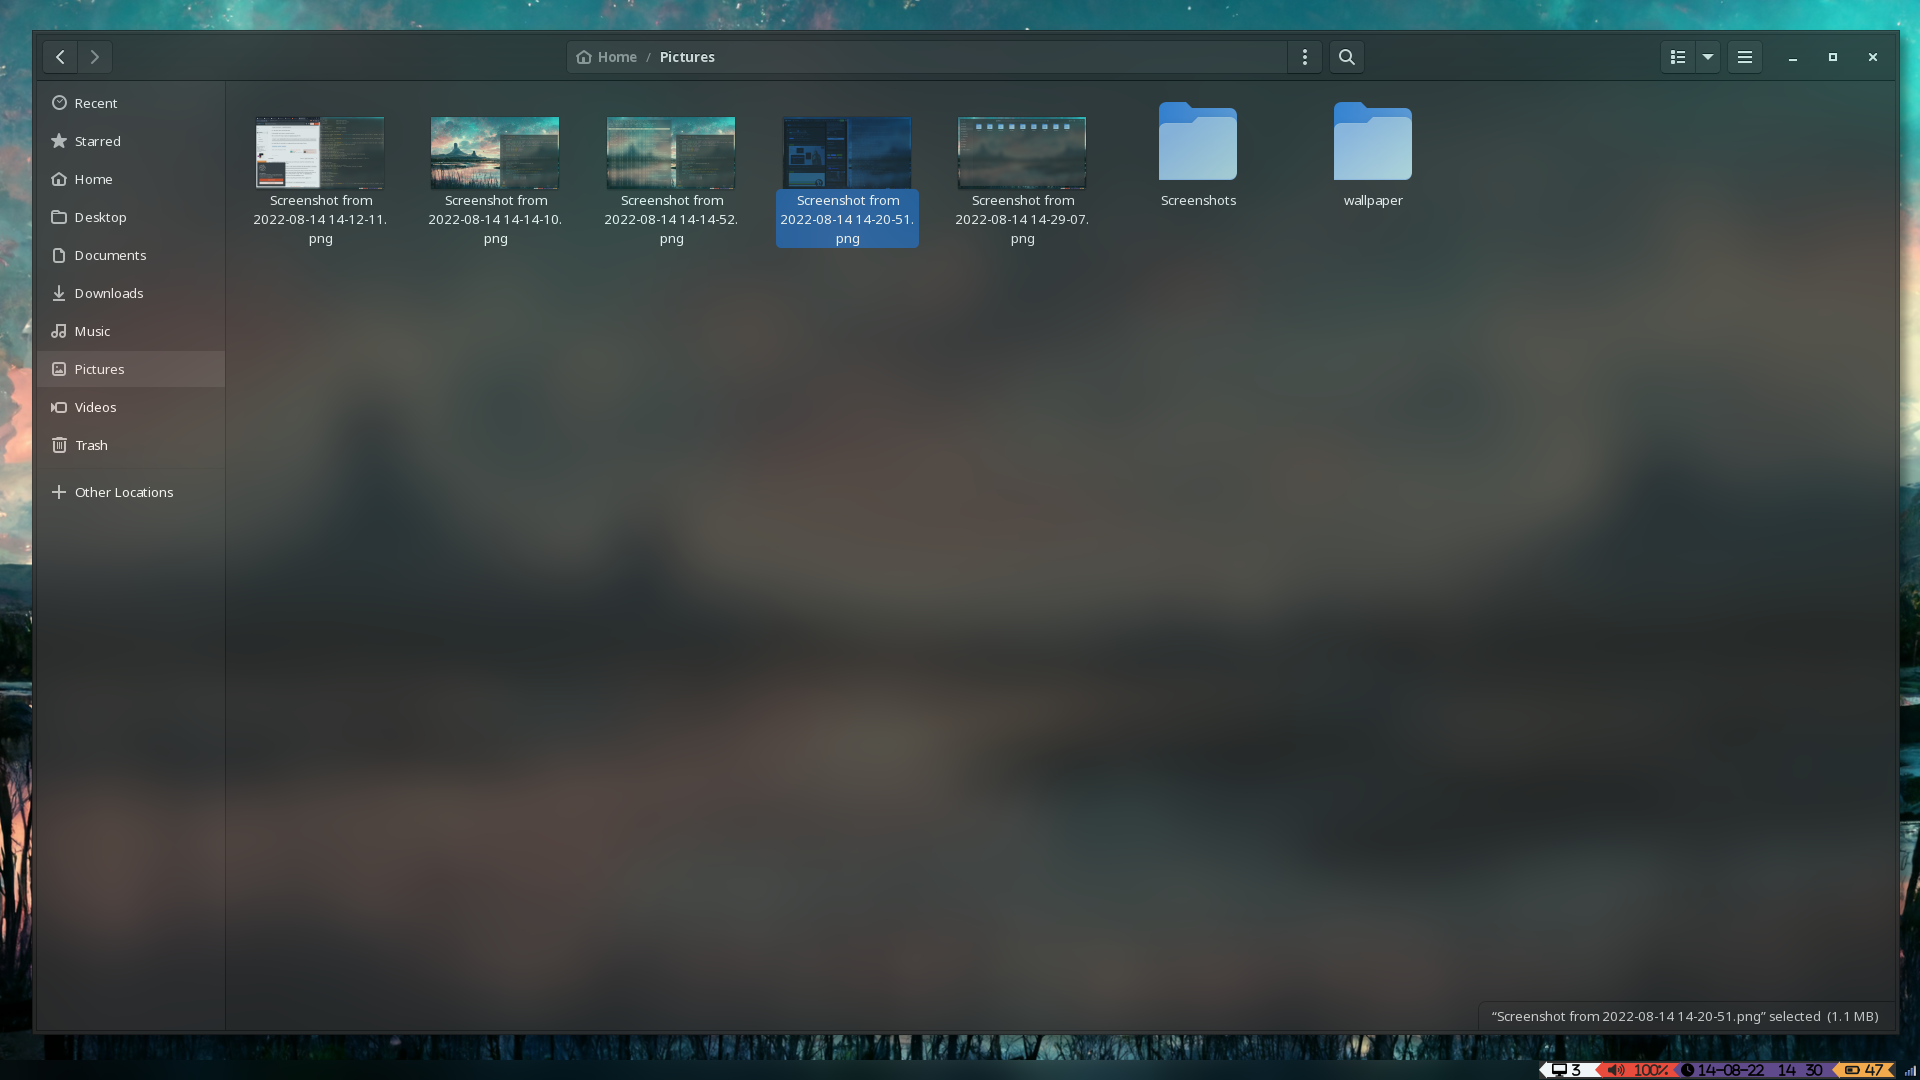 Home / Pictures
Recent
Starred
Home
Desktop
Documents
Downloads
Music
Pictures
Videos
Trash
Other Locations
Screenshot from
2022-08-14 14-12-11.
png
Screenshot from
2022-08-14 14-14-10.
png
Screenshot from
2022-08-14 14-14-52.
png
Screenshot from
2022-08-14 14-20-51.
png
Screenshot from
2022-08-14 14-29-07.
png
Screenshots
wallpaper
“Screenshot from 2022-08-14 14-20-51.png” selected (1.1 MB)
3 100% 14-08-22 14 30 47